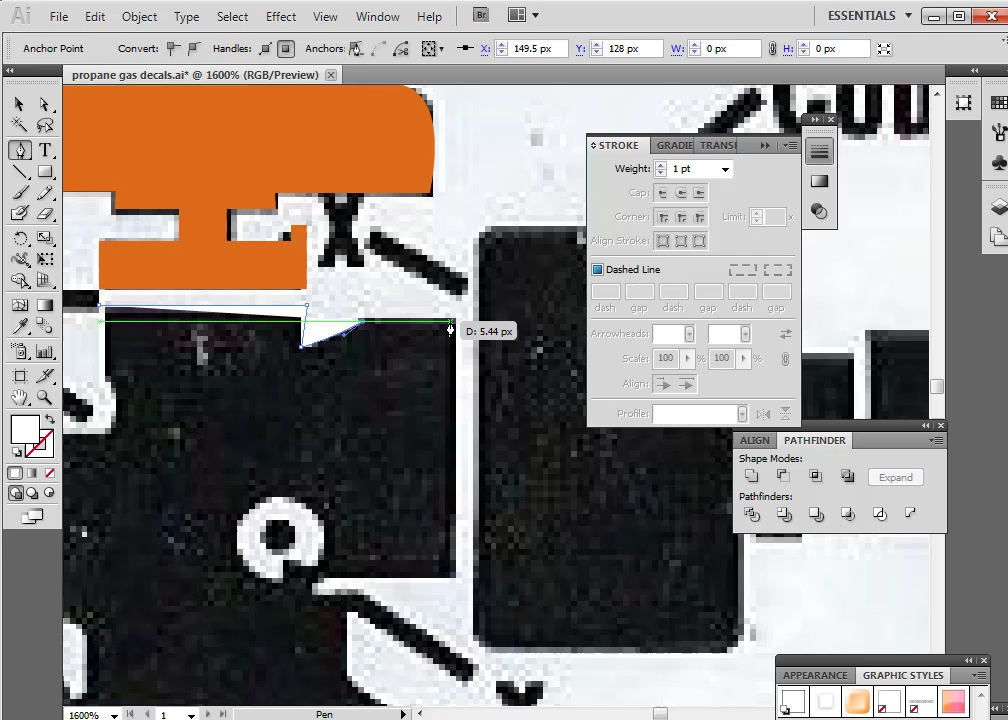 Ai File Edit Object Type Select Effect View Window Help Br ESSENTIALS
Anchor Point Convert: Handles: Anchors: X: 149.5 px Y: 128 px W: 0 px H: 0 px
propane gas decals.ai* @ 1600% (RGB/Preview)
STROKE GRADIE TRANSI
Weight: 1 pt
Cap:
Corner: Limit: x
Align Stroke:
Dashed Line
dash gap dash gap dash gap
D: 5.44 px
Arrowheads:
Scale: 100 % 100 %
Align:
Profile:
ALIGN PATHFINDER
Shape Modes:
Expand
Pathfinders:
APPEARANCE GRAPHIC STYLES
1600% 1 Pen